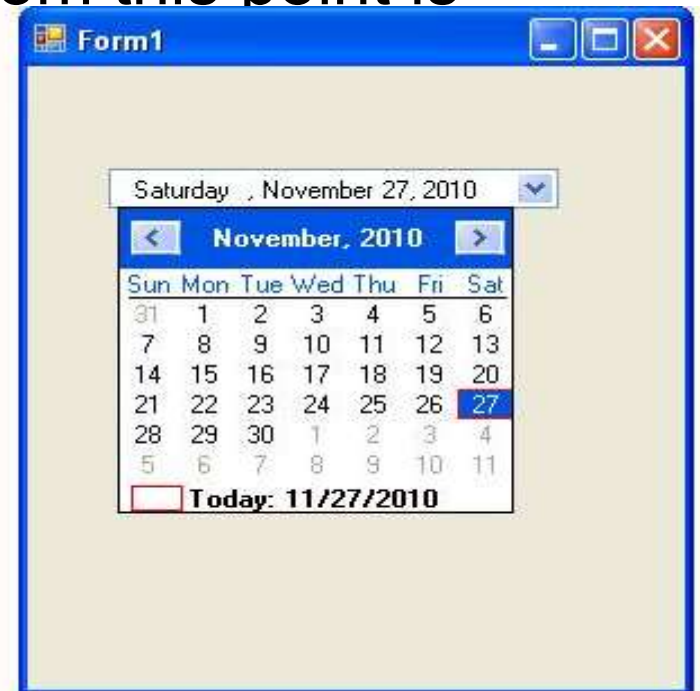 this point is
Form1
Saturday , November 27, 2010
November, 2010
Sun Mon Tue Wed Thu Fri Sat
31 1 2 3 4 5 6
7 8 9 10 11 12 13
14 15 16 17 18 19 20
21 22 23 24 25 26 27
28 29 30 1 2 3 4
5 6 7 8 9 10 11
Today: 11/27/2010